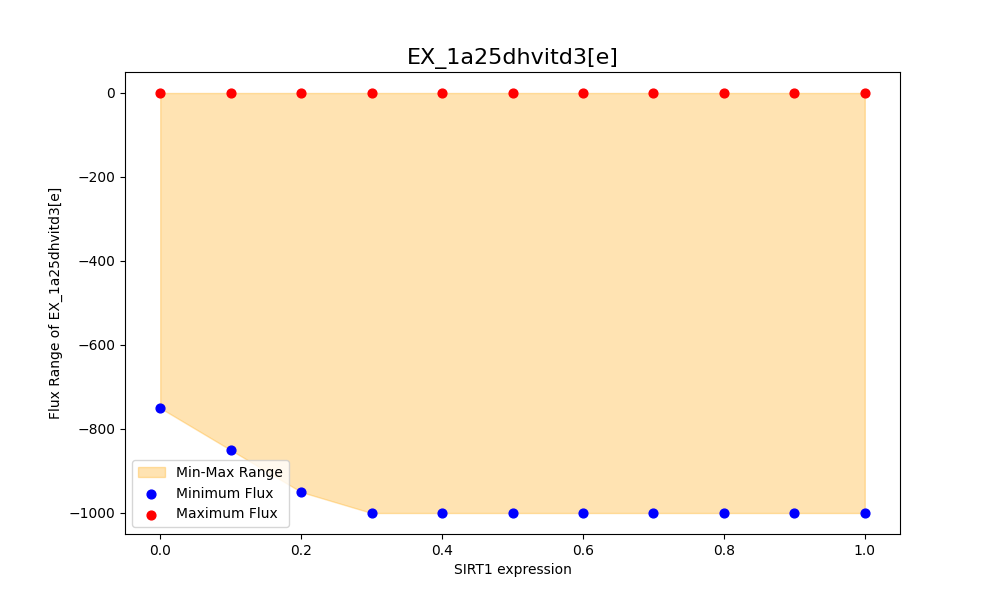 EX_1a25dhvitd3[e]
Flux Range of EX_1a25dhvitd3[e]
0
−200
−400
−600
−800
−1000
Min-Max Range
Minimum Flux
Maximum Flux
0.0
0.2
0.4
0.6
0.8
1.0
SIRT1 expression